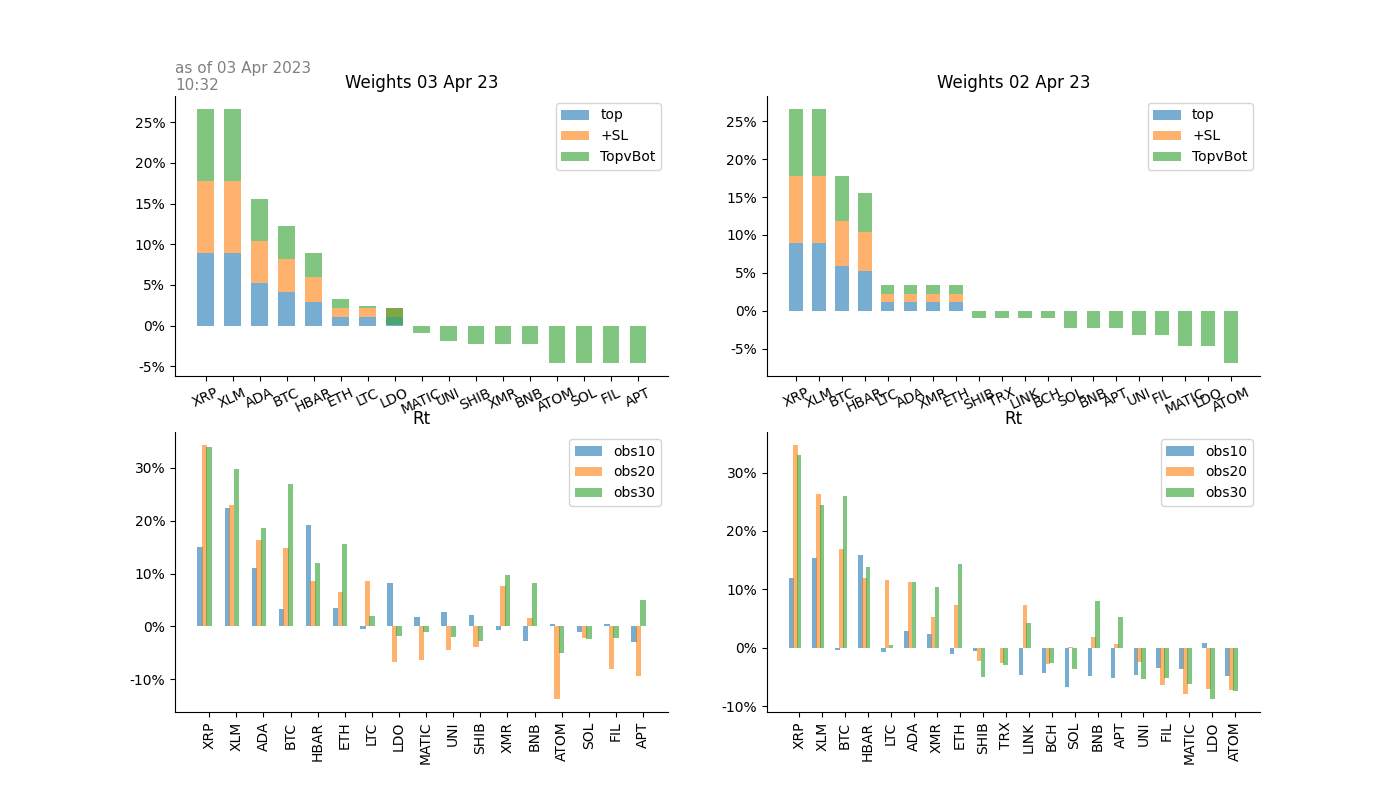 as of 03 Apr 2023
10:32
Weights 03 Apr 23
25%
20%
15%
10%
5%
0%
-5%
top
+SL
TopvBot
XRP XLM ADA BTC HBAR ETH LTC LDO MATIC UNI SHIB XMR BNB ATOM SOL FIL APT
Weights 02 Apr 23
25%
20%
15%
10%
5%
0%
-5%
top
+SL
TopvBot
XRP XLM BTC HBAR LTC ADA XMR ETH SHIB TRX LINK BCH SOL BNB APT UNI FIL MATIC LDO ATOM
Rt
30%
20%
10%
0%
-10%
obs10
obs20
obs30
XRP XLM ADA BTC HBAR ETH LTC LDO MATIC UNI SHIB XMR BNB ATOM SOL FIL APT
Rt
30%
20%
10%
0%
-10%
obs10
obs20
obs30
XRP XLM BTC HBAR LTC ADA XMR ETH SHIB TRX LINK BCH SOL BNB APT UNI FIL MATIC LDO ATOM